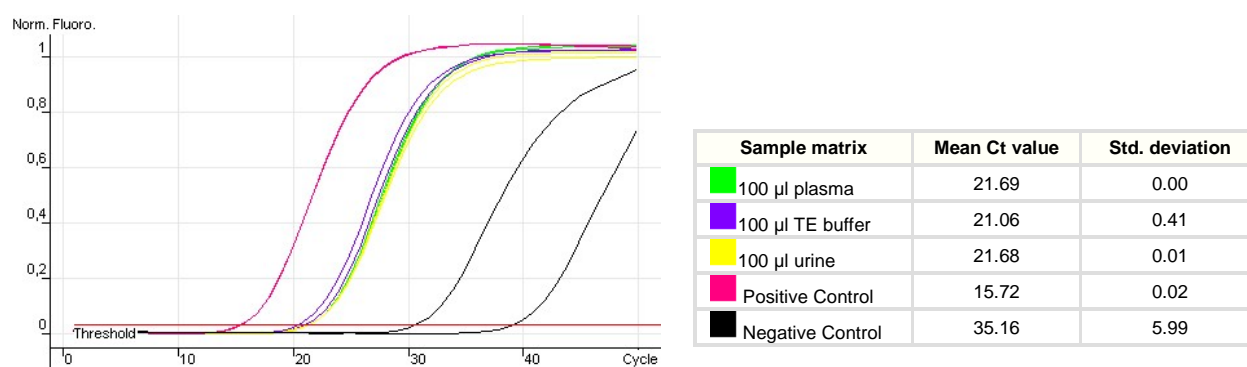 Norm. Fluoro.
1
0,8
0,6
0,4
0,2
0
Threshold
0 10 20 30 40 Cycle
Sample matrix Mean Ct value Std. deviation
100 µl plasma 21.69 0.00
100 µl TE buffer 21.06 0.41
100 µl urine 21.68 0.01
Positive Control 15.72 0.02
Negative Control 35.16 5.99